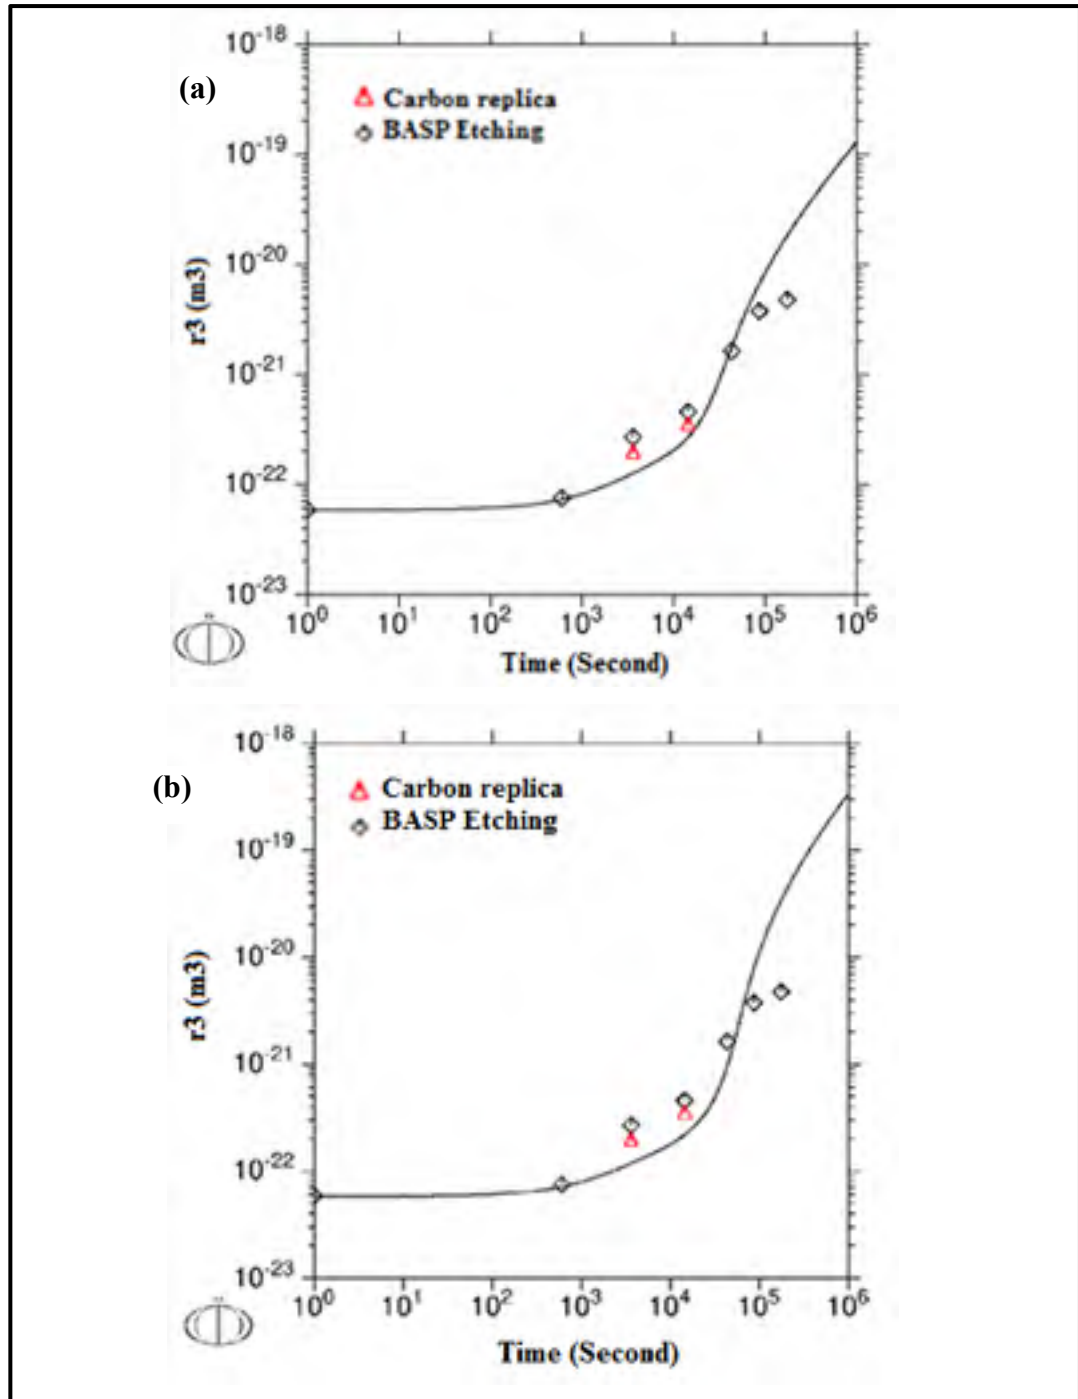 (a)
Carbon replica
BASP Etching
10-18
10-19
10-20
10-21
10-22
10-23
r3 (m3)
100 101 102 103 104 105 106
Time (Second)
(b)
Carbon replica
BASP Etching
10-18
10-19
10-20
10-21
10-22
10-23
r3 (m3)
100 101 102 103 104 105 106
Time (Second)